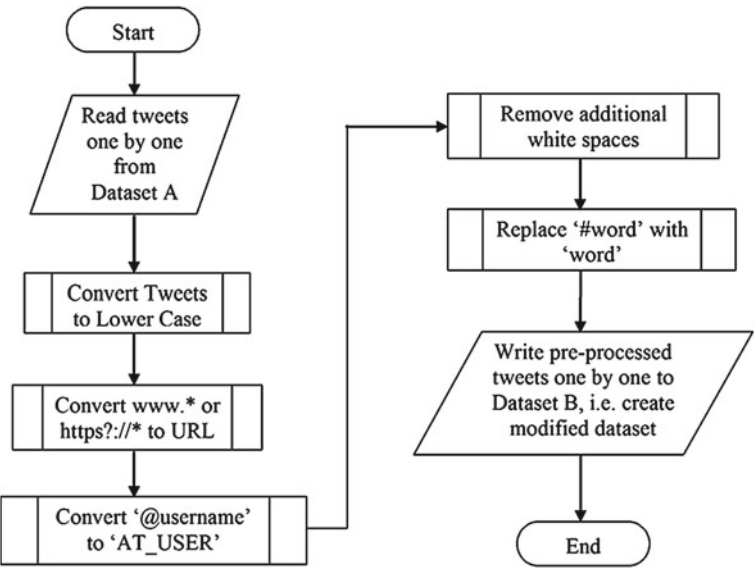 Start
Read tweets
one by one
from
Dataset A
Convert Tweets
to Lower Case
Convert www.* or
https?://* to URL
Convert ‘@username’
to ‘AT_USER’
Remove additional
white spaces
Replace ‘#word’ with
‘word’
Write pre-processed
tweets one by one to
Dataset B, i.e. create
modified dataset
End